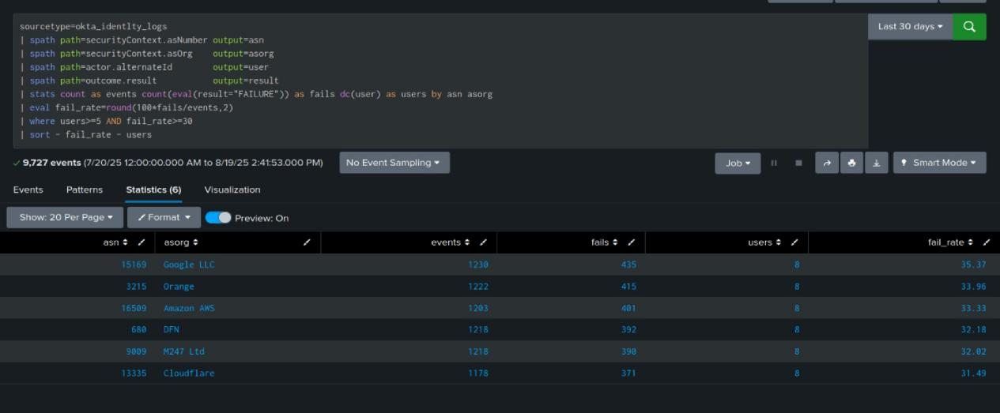 sourcetype=okta_identlty_logs
| spath path=securityContext.asNumber output=asn
| spath path=securityContext.asOrg    output=asorg
| spath path=actor.alternateId        output=user
| spath path=outcome.result           output=result
| stats count as events count(eval(result="FAILURE")) as fails dc(user) as users by asn asorg
| eval fail_rate=round(100*fails/events,2)
| where users>=5 AND fail_rate>=30
| sort - fail_rate - users
Last 30 days
9,727 events (7/20/25 12:00:00.000 AM to 8/19/25 2:41:53.000 PM)
No Event Sampling
Job
Smart Mode
Events Patterns Statistics (6) Visualization
Show: 20 Per Page Format Preview: On
asn asorg events fails users fail_rate
15169 Google LLC 1230 435 8 35.37
3215 Orange 1222 415 8 33.96
16509 Amazon AWS 1203 401 8 33.33
680 DFN 1218 392 8 32.18
9009 M247 Ltd 1218 390 8 32.02
13335 Cloudflare 1178 371 8 31.49